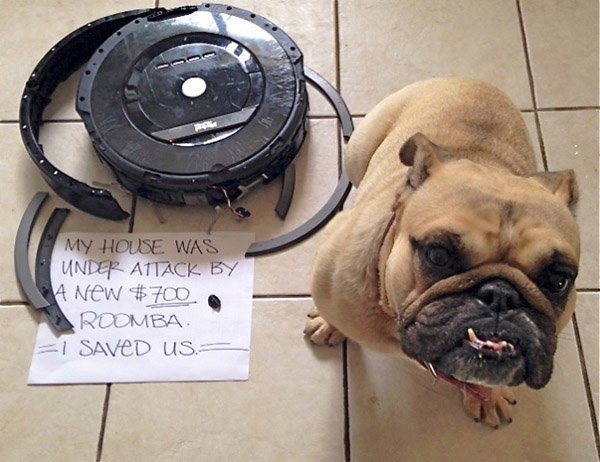 MY HOUSE WAS
UNDER ATTACK BY
A NEW $700
ROOMBA.
=I SAVED US.=